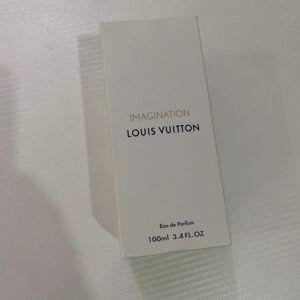 IMAGINATION
LOUIS VUITTON
Eau de Parfum
100ml 3.4 FL.OZ